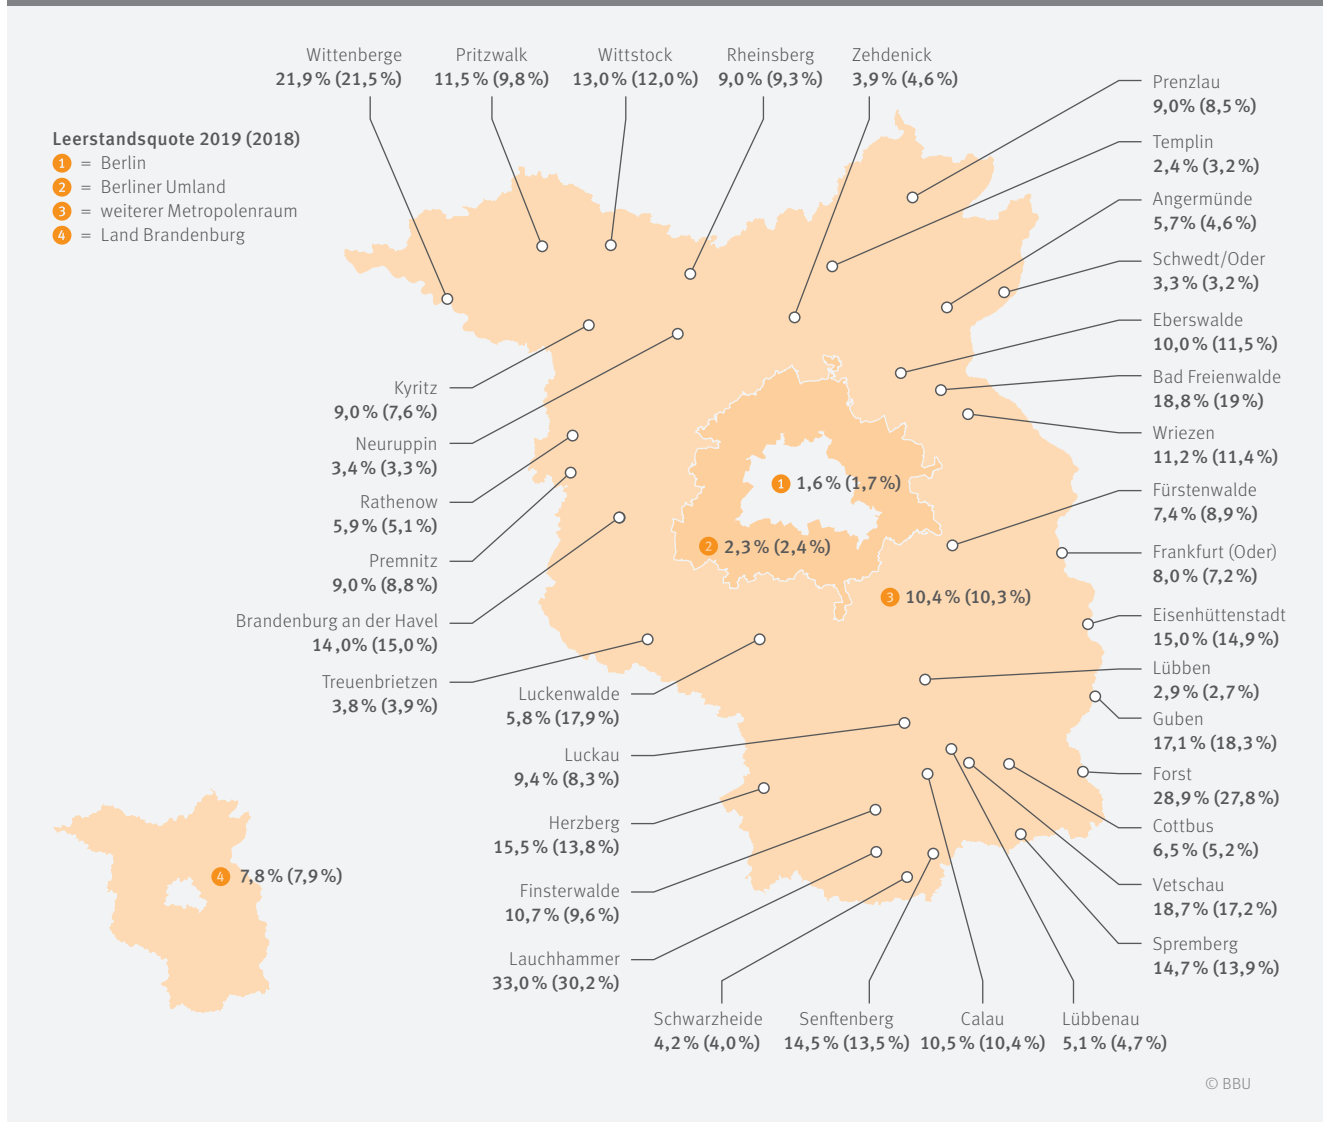 Wittenberge
21,9 % (21,5 %)
Pritzwalk
11,5 % (9,8 %)
Wittstock
13,0 % (12,0 %)
Rheinsberg
9,0 % (9,3 %)
Zehdenick
3,9 % (4,6 %)
Leerstandsquote 2019 (2018)
1 = Berlin
2 = Berliner Umland
3 = weiterer Metropolenraum
4 = Land Brandenburg
Prenzlau
9,0% (8,5 %)
Templin
2,4 % (3,2 %)
Angermünde
5,7 % (4,6 %)
Schwedt/Oder
3,3 % (3,2 %)
Eberswalde
10,0 % (11,5 %)
Bad Freienwalde
18,8 % (19 %)
Wriezen
11,2 % (11,4 %)
Fürstenwalde
7,4 % (8,9 %)
Frankfurt (Oder)
8,0 % (7,2 %)
Eisenhüttenstadt
15,0 % (14,9 %)
Lübben
2,9 % (2,7 %)
Guben
17,1 % (18,3 %)
Forst
28,9 % (27,8 %)
Cottbus
6,5 % (5,2 %)
Vetschau
18,7 % (17,2 %)
Spremberg
14,7 % (13,9 %)
Kyritz
9,0 % (7,6 %)
Neuruppin
3,4 % (3,3 %)
Rathenow
5,9 % (5,1 %)
Premnitz
9,0 % (8,8 %)
Brandenburg an der Havel
14,0% (15,0 %)
Treuenbrietzen
3,8 % (3,9 %)
1 1,6 % (1,7 %)
2 2,3 % (2,4 %)
3 10,4 % (10,3 %)
Luckenwalde
5,8 % (17,9 %)
Luckau
9,4 % (8,3 %)
Herzberg
15,5 % (13,8 %)
Finsterwalde
10,7 % (9,6 %)
Lauchhammer
33,0 % (30,2 %)
4 7,8 % (7,9 %)
Schwarzheide
4,2 % (4,0 %)
Senftenberg
14,5 % (13,5 %)
Calau
10,5 % (10,4 %)
Lübbenau
5,1 % (4,7 %)
© BBU